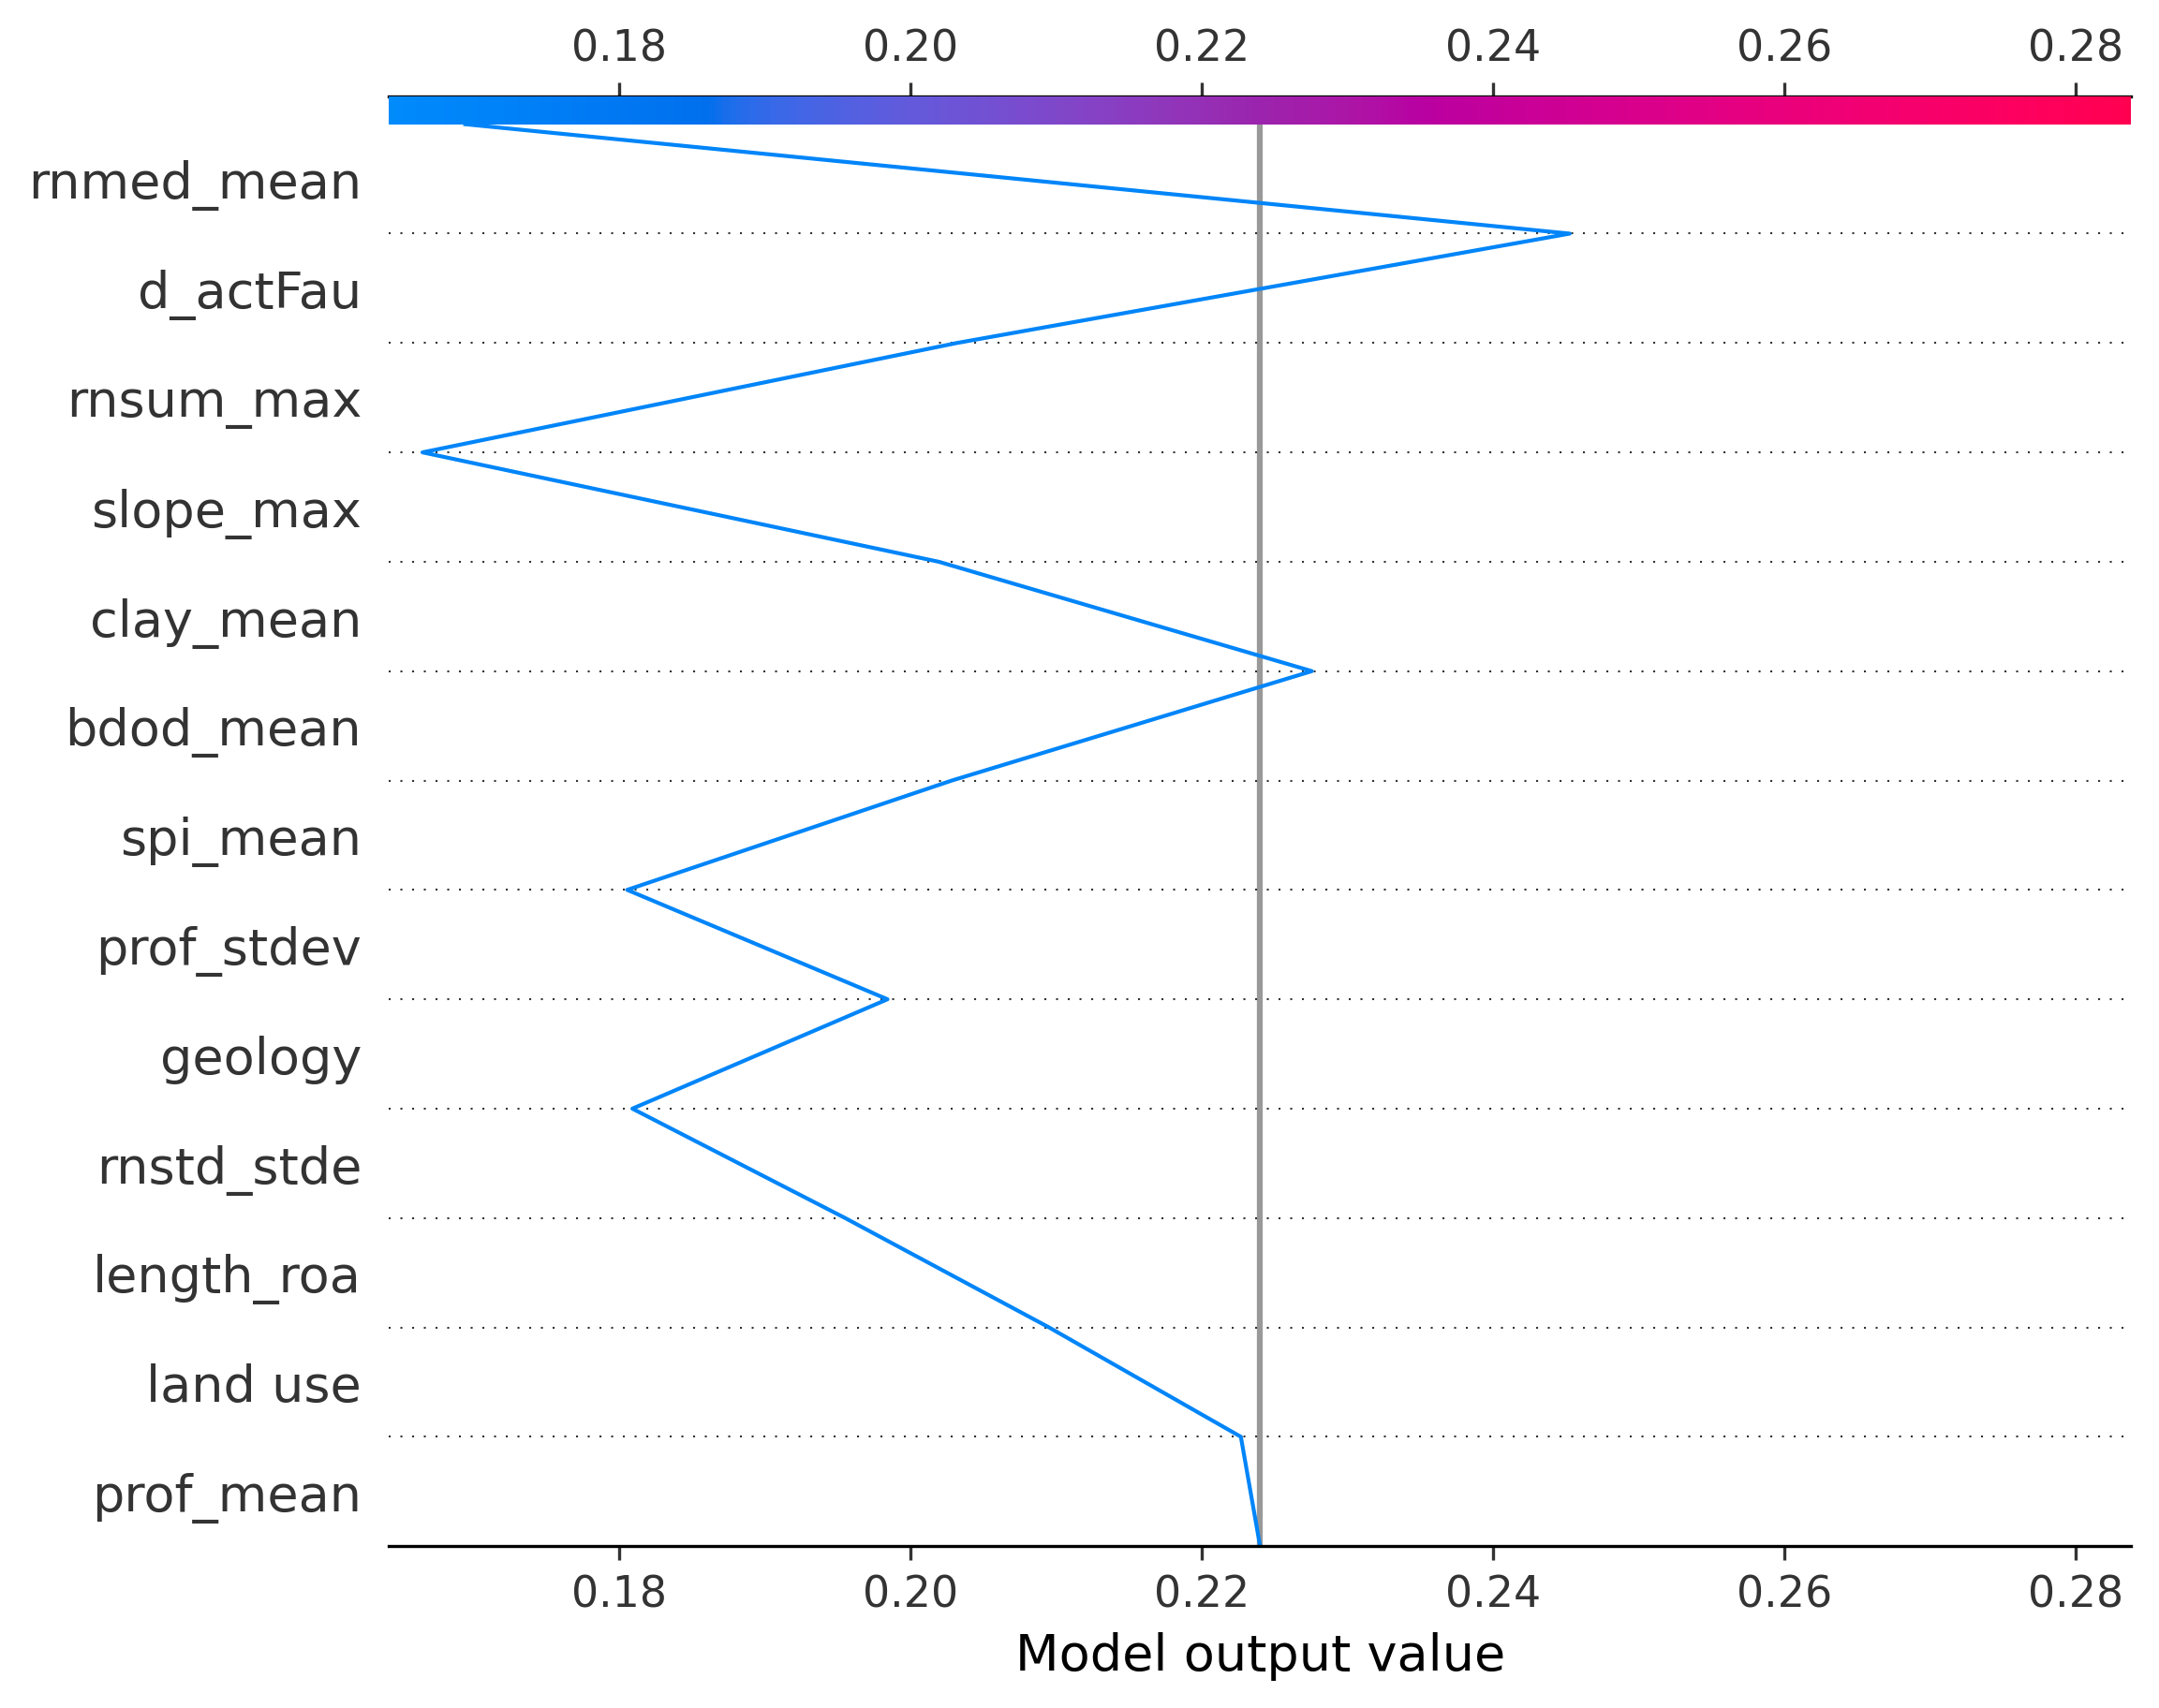 0.18 0.20 0.22 0.24 0.26 0.28
rnmed_mean
d_actFau
rnsum_max
slope_max
clay_mean
bdod_mean
spi_mean
prof_stdev
geology
rnstd_stde
length_roa
land use
prof_mean
0.18 0.20 0.22 0.24 0.26 0.28
Model output value